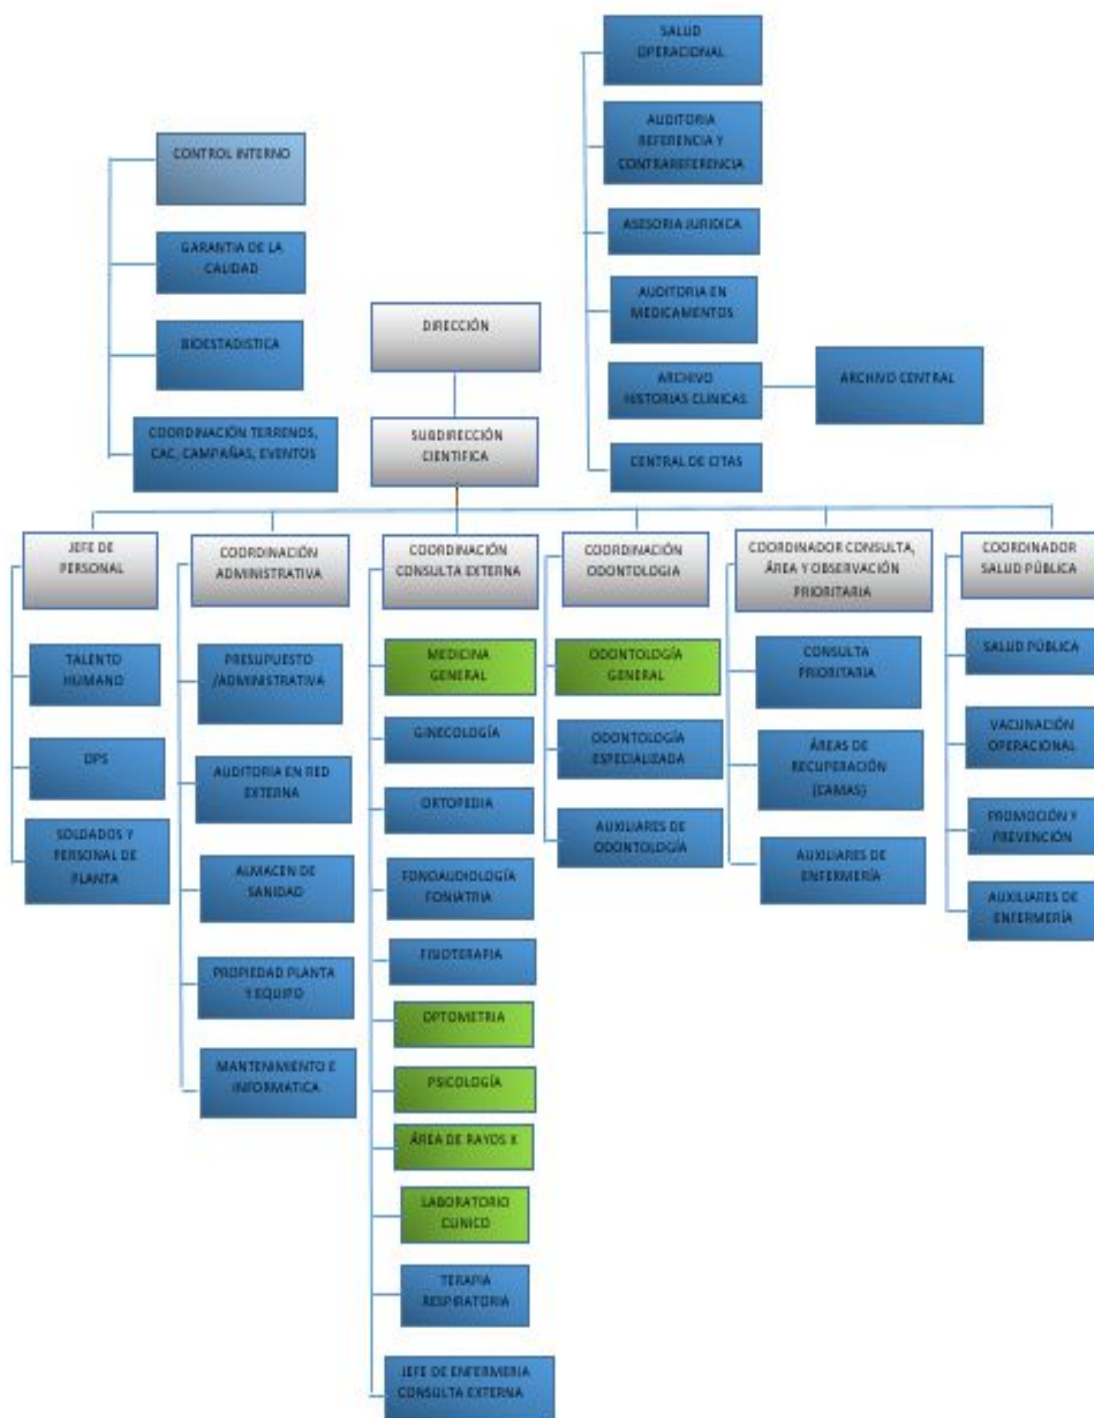 SALUD
OPERACIONAL
AUDITORIA
REFERENCIA Y
CONTRAREFERENCIA
ASESORIA JURIDICA
AUDITORIA EN
MEDICAMENTOS
ARCHIVO
HISTORIAS CLINICAS
ARCHIVO CENTRAL
CENTRAL DE CITAS
CONTROL INTERNO
GARANTIA DE LA
CALIDAD
BIOESTADISTICA
COORDINACIÓN TERRENOS,
CAC, CAMPAÑAS, EVENTOS
DIRECCIÓN
SUBDIRECCIÓN
CIENTIFICA
JEFE DE
PERSONAL
TALENTO
HUMANO
OPS
SOLDADOS Y
PERSONAL DE
PLANTA
COORDINACIÓN
ADMINISTRATIVA
PRESUPUESTO
/ADMINISTRATIVA
AUDITORIA EN RED
EXTERNA
ALMACEN DE
SANIDAD
PROPIEDAD PLANTA
Y EQUIPO
MANTENIMIENTO E
INFORMATICA
COORDINACIÓN
CONSULTA EXTERNA
MEDICINA
GENERAL
GINECOLOGÍA
ORTOPEDIA
FONOAUDIOLOGÍA
FONIATRIA
FISIOTERAPIA
OPTOMETRIA
PSICOLOGÍA
ÁREA DE RAYOS X
LABORATORIO
CLINICO
TERAPIA
RESPIRATORIA
JEFE DE ENFERMERIA
CONSULTA EXTERNA
COORDINACIÓN
ODONTOLOGIA
ODONTOLOGÍA
GENERAL
ODONTOLOGÍA
ESPECIALIZADA
AUXILIARES DE
ODONTOLOGÍA
COORDINADOR CONSULTA,
ÁREA Y OBSERVACIÓN
PRIORITARIA
CONSULTA
PRIORITARIA
ÁREAS DE
RECUPERACIÓN
(CAMAS)
AUXILIARES DE
ENFERMERÍA
COORDINADOR
SALUD PÚBLICA
SALUD PÚBLICA
VACUNACIÓN
OPERACIONAL
PROMOCIÓN Y
PREVENCIÓN
AUXILIARES DE
ENFERMERÍA